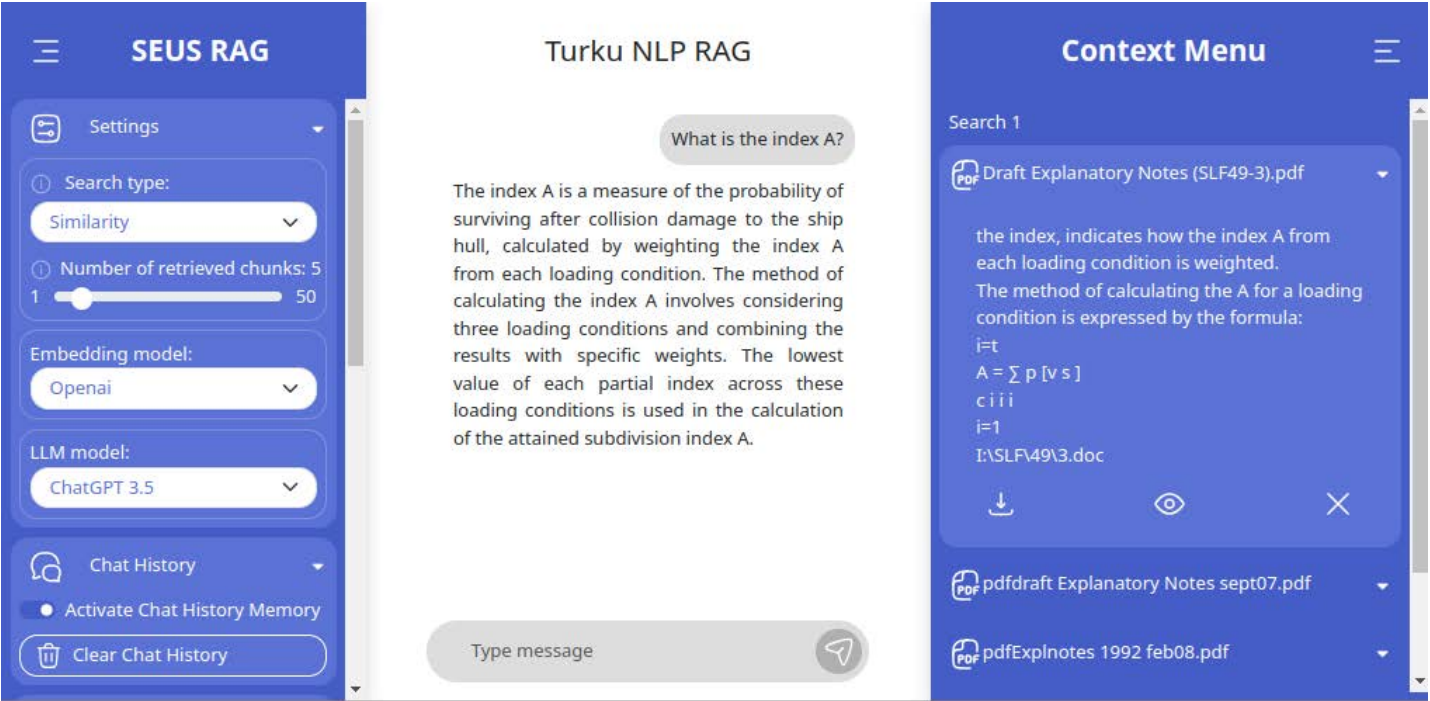 SEUS RAG
Settings
Search type:
Similarity
Number of retrieved chunks: 5
1
50
Embedding model:
Openai
LLM model:
ChatGPT 3.5
Chat History
Activate Chat History Memory
Clear Chat History
Turku NLP RAG
What is the index A?
The index A is a measure of the probability of
surviving after collision damage to the ship
hull, calculated by weighting the index A
from each loading condition. The method of
calculating the index A involves considering
three loading conditions and combining the
results with specific weights. The lowest
value of each partial index across these
loading conditions is used in the calculation
of the attained subdivision index A.
Type message
Context Menu
Search 1
PDF Draft Explanatory Notes (SLF49-3).pdf
the index, indicates how the index A from
each loading condition is weighted.
The method of calculating the A for a loading
condition is expressed by the formula:
i=t
A = ∑ p [v s ]
c i i i
i=1
I:\SLF\49\3.doc
PDF pdfdraft Explanatory Notes sept07.pdf
PDF pdfExplnotes 1992 feb08.pdf